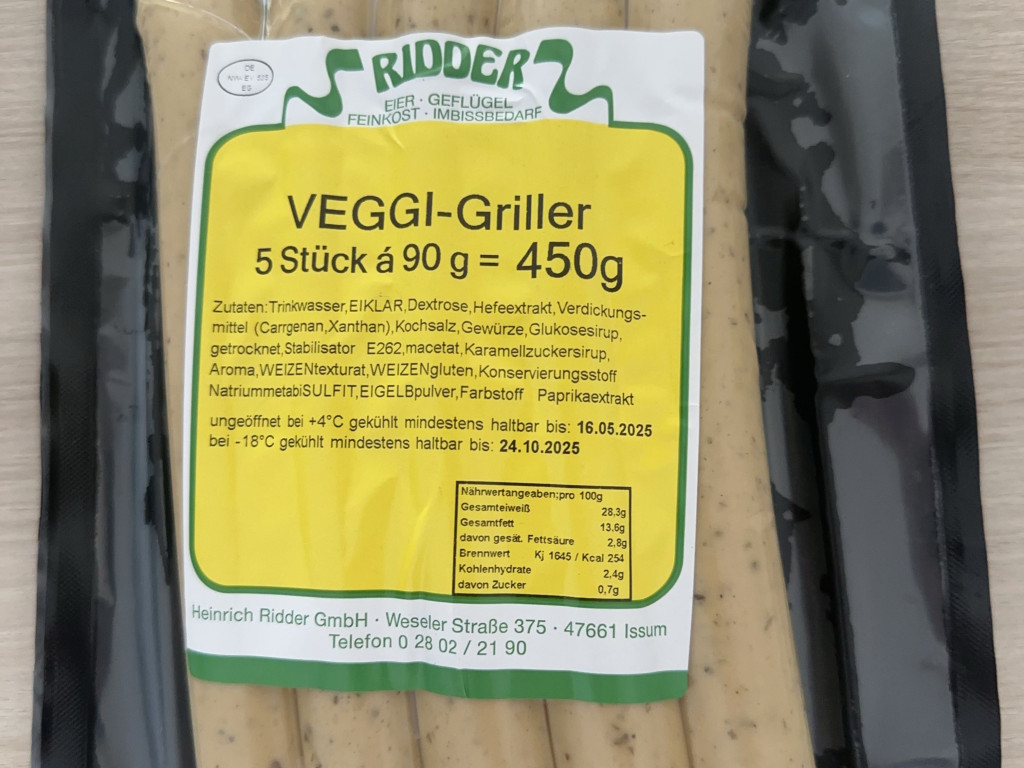 DE
EG
RIDDER
EIER · GEFLÜGEL
FEINKOST · IMBISSBEDARF
VEGGI-Griller
5 Stück á 90 g = 450g
Zutaten:Trinkwasser,EIKLAR,Dextrose,Hefeextrakt,Verdickungs-
mittel (Carrgenan,Xanthan),Kochsalz,Gewürze,Glukosesirup,
getrocknet,Stabilisator E262,macetat,Karamellzuckersirup,
Aroma,WEIZENtexturat,WEIZENgluten,Konservierungsstoff
NatriummetabiSULFIT,EIGELBpulver,Farbstoff Paprikaextrakt
ungeöffnet bei +4°C gekühlt mindestens haltbar bis: 16.05.2025
bei -18°C gekühlt mindestens haltbar bis: 24.10.2025
Nährwertangeaben;pro 100g
Gesamteiweiß 28,3g
Gesamtfett 13,6g
davon gesät. Fettsäure 2,8g
Brennwert Kj 1645 / Kcal 254
Kohlenhydrate 2,4g
davon Zucker 0,7g
Heinrich Ridder GmbH · Weseler Straße 375 · 47661 Issum
Telefon 0 28 02 / 21 90